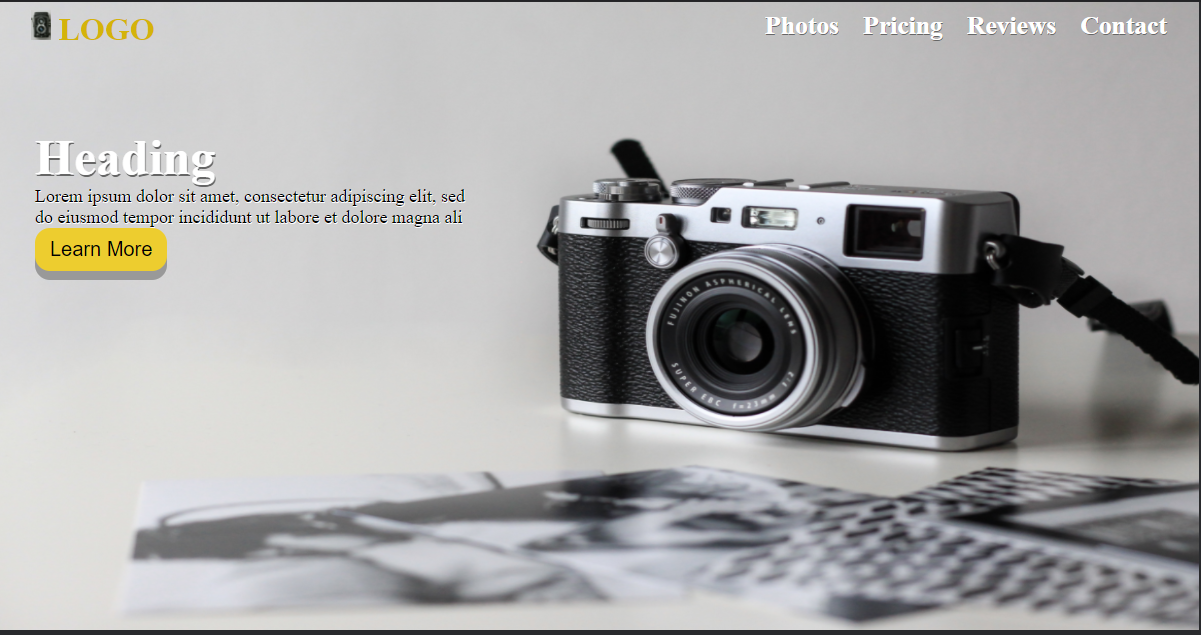 LOGO
Photos Pricing Reviews Contact
Heading
Lorem ipsum dolor sit amet, consectetur adipiscing elit, sed
do eiusmod tempor incididunt ut labore et dolore magna ali
Learn More
FUJINON ASPHERICAL LENS
SUPER EBC f=23mm 1:2